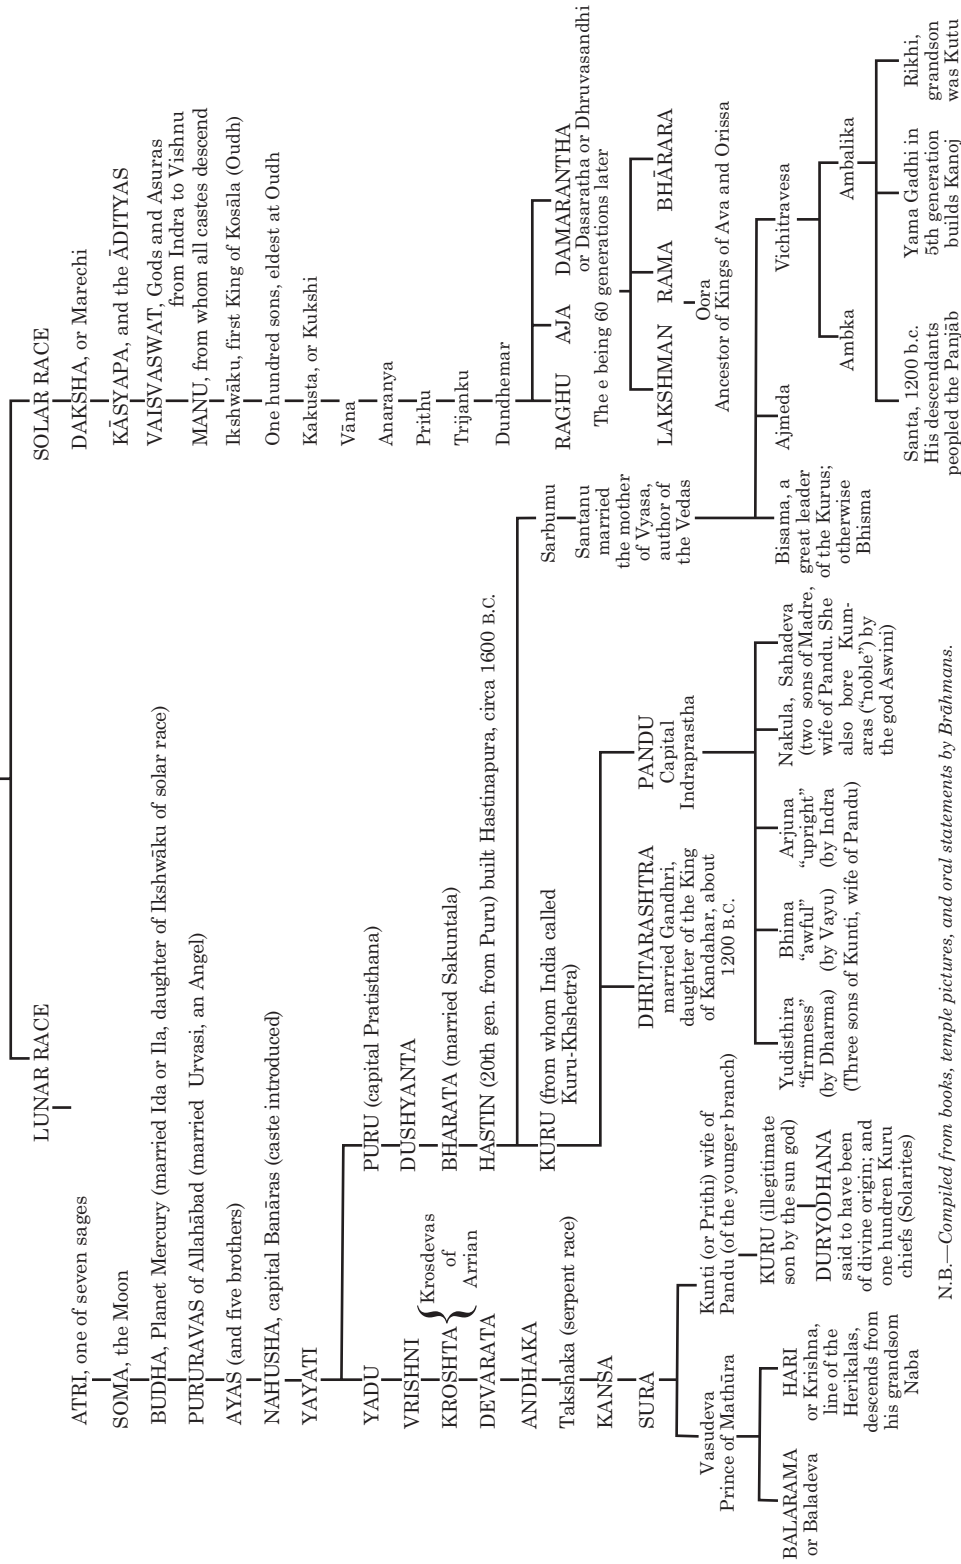 LUNAR RACE
ATRI, one of seven sages
SOMA, the Moon
BUDHA, Planet Mercury (married Ida or Ila, daughter of Ikshwāku of solar race)
PURURAVAS of Allahābad (married Urvasi, an Angel)
AYAS (and five brothers)
NAHUSHA, capital Banāras (caste introduced)
YAYATI
YADU
VRISHNI
KROSHTA
Krosdevas
of
Arrian
DEVARATA
ANDHAKA
Takshaka (serpent race)
KANSA
SURA
Vasudeva
Prince of Mathūra
BALARAMA
or Baladeva
HARI
or Krishna,
line of the
Herikalas,
descends from
his grandsom
Naba
Kunti (or Prithi) wife of
Pandu (of the younger branch)
KURU (illegitimate
son by the sun god)
DURYODHANA
said to have been
of divine origin; and
one hundren Kuru
chiefs (Solarites)
PURU (capital Pratisthana)
DUSHYANTA
BHARATA (married Sakuntala)
HASTIN (20th gen. from Puru) built Hastinapura, circa 1600 B.C.
KURU (from whom India called
Kuru-Khshetra)
DHRITARASHTRA
married Gandhri,
daughter of the King
of Kandahar, about
1200 B.C.
PANDU
Capital
Indraprastha
Yudisthira
“firmness”
(by Dharma)
Bhima
“awful”
(by Vayu)
Arjuna
“upright”
(by Indra
(Three sons of Kunti, wife of Pandu)
Nakula, Sahadeva
(two sons of Madre,
wife of Pandu. She
also bore Kum-
aras (“noble”) by
the god Aswini)
Sarbumu
Santanu
married
the mother
of Vyasa,
author of
the Vedas
Bisama, a
great leader
of the Kurus;
otherwise
Bhisma
Ajmeda
Vichitravesa
Ambka
Ambalika
Santa, 1200 b.c.
His descendants
peopled the Panjāb
Yama Gadhi in
5th generation
builds Kanoj
Rikhi,
grandson
was Kutu
SOLAR RACE
DAKSHA, or Marechi
KĀSYAPA, and the ĀDITYAS
VAISVASWAT, Gods and Asuras
from Indra to Vishnu
MANU, from whom all castes descend
Ikshwāku, first King of Kosāla (Oudh)
One hundred sons, eldest at Oudh
Kakusta, or Kukshi
Vāna
Anaranya
Prithu
Trijanku
Dundhemar
RAGHU
AJA
DAMARANTHA
or Dasaratha or Dhruvasandhi
The e being 60 generations later
LAKSHMAN
RAMA
BHĀRARA
Oora
Ancestor of Kings of Ava and Orissa
N.B.—Compiled from books, temple pictures, and oral statements by Brāhmans.